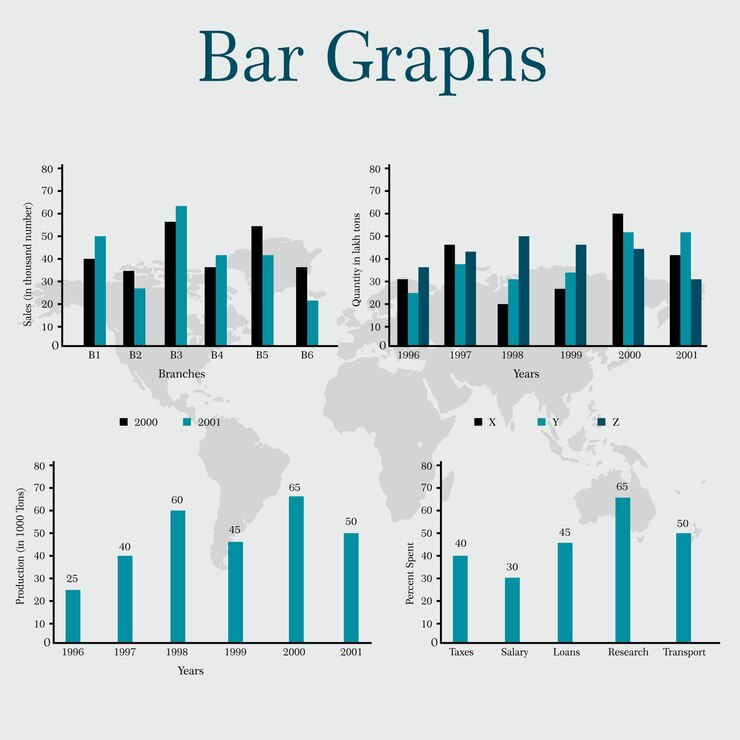 Bar Graphs
Sales (in thousand number)
80
70
60
50
40
30
20
10
0
B1 B2 B3 B4 B5 B6
Branches
2000 2001
Quantity in lakh tons
80
70
60
50
40
30
20
10
0
1996 1997 1998 1999 2000 2001
Years
X Y Z
Production (in 1000 Tons)
80
70
60
50
40
30
20
10
0
25 40 60 45 65 50
1996 1997 1998 1999 2000 2001
Years
Percent Spent
80
70
60
50
40
30
20
10
0
40 30 45 65 50
Taxes Salary Loans Research Transport